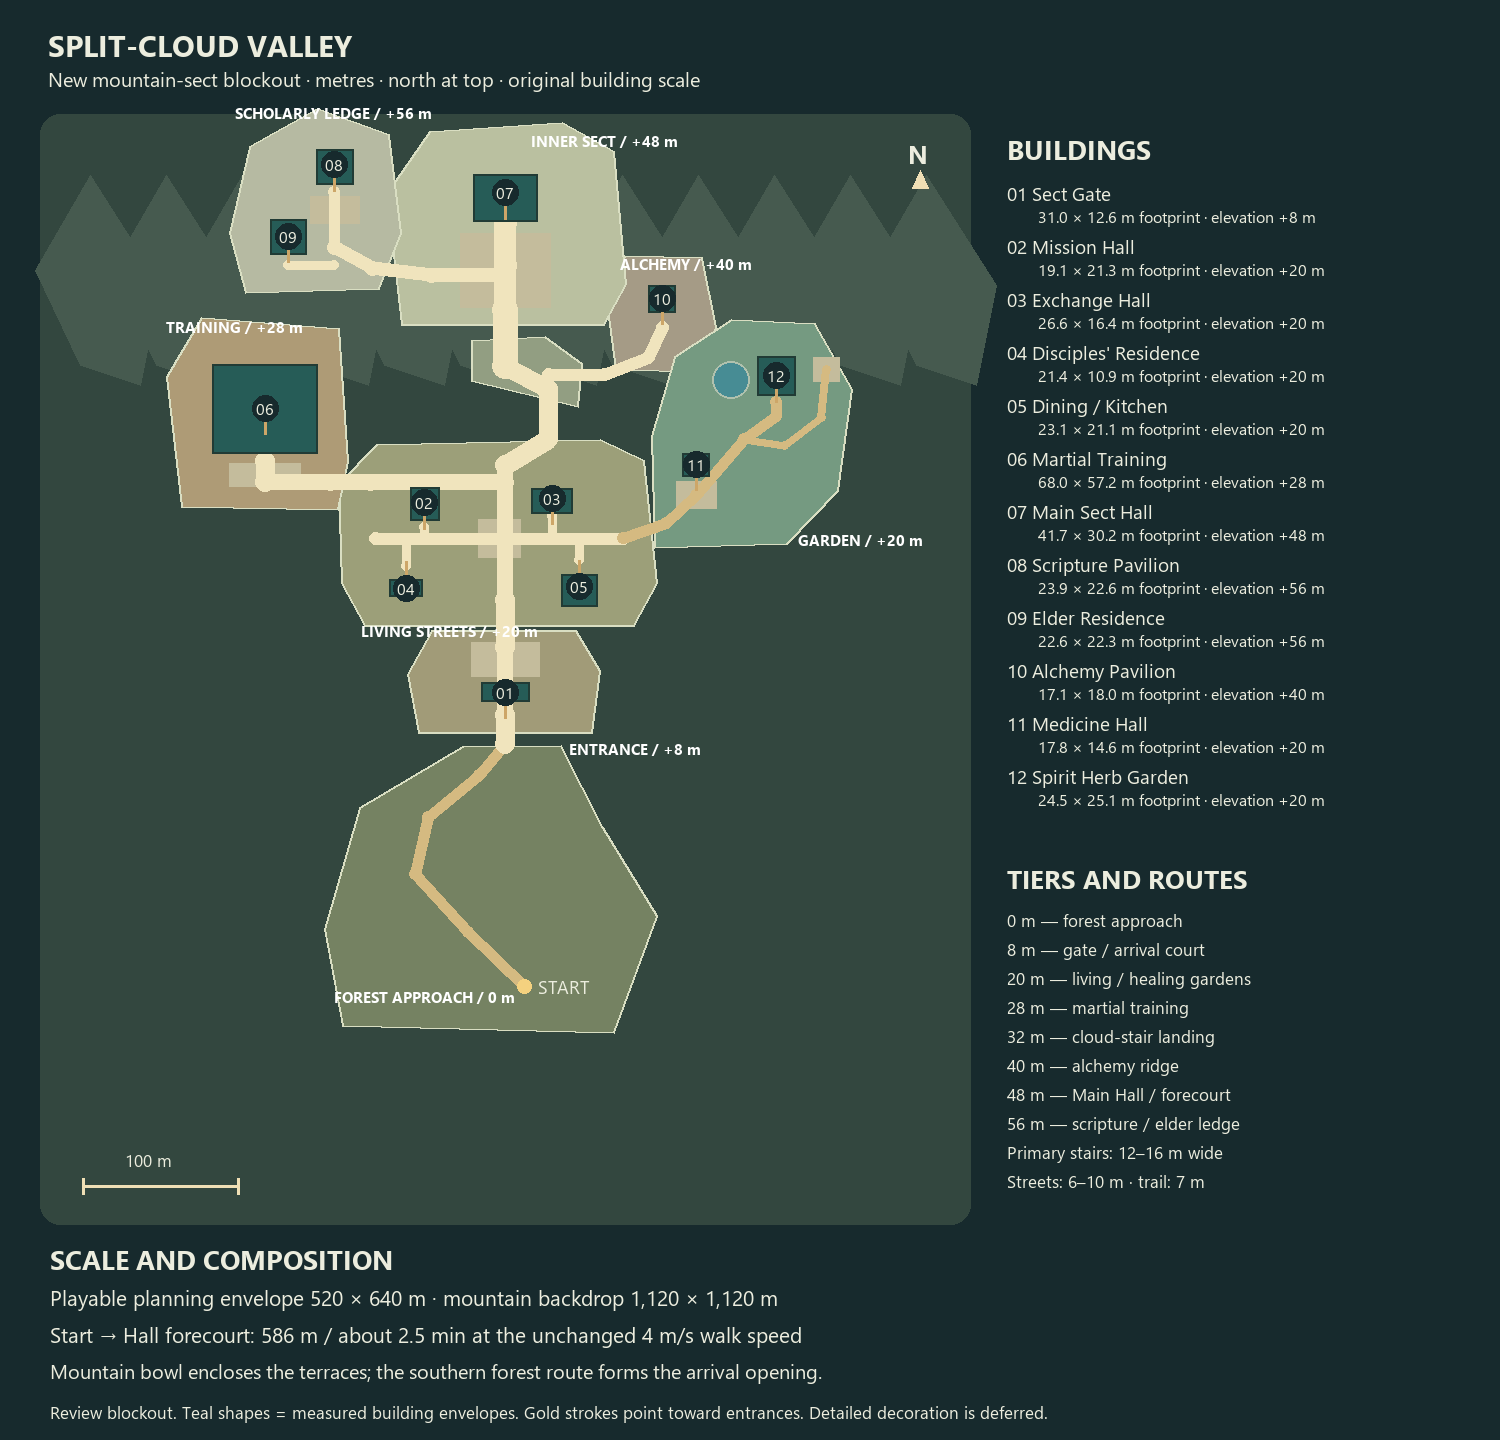 SPLIT-CLOUD VALLEY
New mountain-sect blockout · metres · north at top · original building scale
SCHOLARLY LEDGE / +56 m
INNER SECT / +48 m
N
08
07
09
ALCHEMY / +40 m
10
TRAINING / +28 m
12
06
11
02
03
GARDEN / +20 m
04
05
LIVING STREETS / +20 m
01
ENTRANCE / +8 m
START
FOREST APPROACH / 0 m
100 m
BUILDINGS
01 Sect Gate
31.0 × 12.6 m footprint · elevation +8 m
02 Mission Hall
19.1 × 21.3 m footprint · elevation +20 m
03 Exchange Hall
26.6 × 16.4 m footprint · elevation +20 m
04 Disciples' Residence
21.4 × 10.9 m footprint · elevation +20 m
05 Dining / Kitchen
23.1 × 21.1 m footprint · elevation +20 m
06 Martial Training
68.0 × 57.2 m footprint · elevation +28 m
07 Main Sect Hall
41.7 × 30.2 m footprint · elevation +48 m
08 Scripture Pavilion
23.9 × 22.6 m footprint · elevation +56 m
09 Elder Residence
22.6 × 22.3 m footprint · elevation +56 m
10 Alchemy Pavilion
17.1 × 18.0 m footprint · elevation +40 m
11 Medicine Hall
17.8 × 14.6 m footprint · elevation +20 m
12 Spirit Herb Garden
24.5 × 25.1 m footprint · elevation +20 m
TIERS AND ROUTES
0 m — forest approach
8 m — gate / arrival court
20 m — living / healing gardens
28 m — martial training
32 m — cloud-stair landing
40 m — alchemy ridge
48 m — Main Hall / forecourt
56 m — scripture / elder ledge
Primary stairs: 12–16 m wide
Streets: 6–10 m · trail: 7 m
SCALE AND COMPOSITION
Playable planning envelope 520 × 640 m · mountain backdrop 1,120 × 1,120 m
Start → Hall forecourt: 586 m / about 2.5 min at the unchanged 4 m/s walk speed
Mountain bowl encloses the terraces; the southern forest route forms the arrival opening.
Review blockout. Teal shapes = measured building envelopes. Gold strokes point toward entrances. Detailed decoration is deferred.